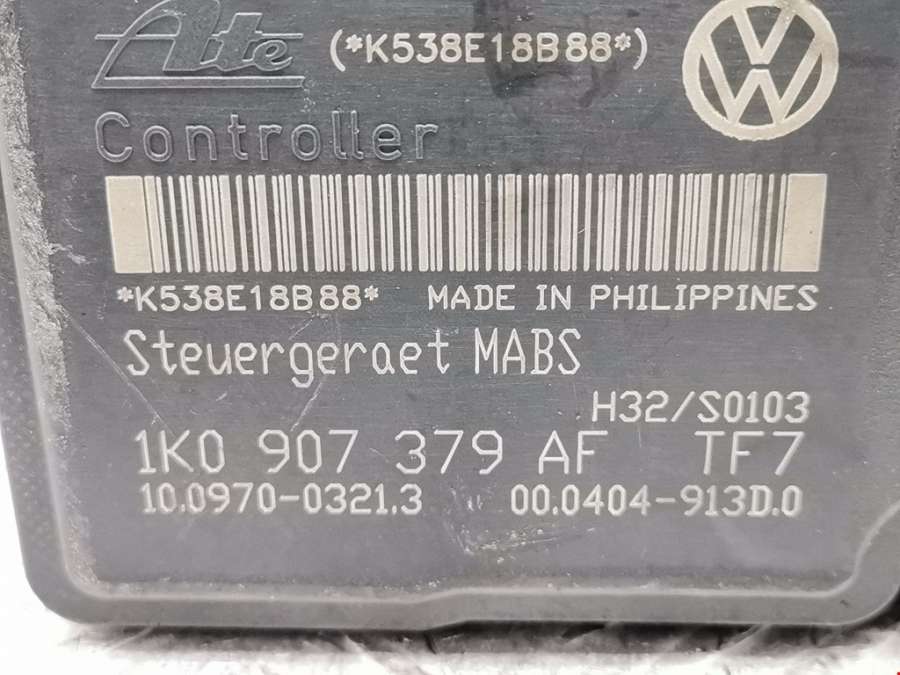 Ate (*K538E18B88*)
Controller
*K538E18B88* MADE IN PHILIPPINES
Steuergeraet MABS
H32/S0103
1K0 907 379 AF TF7
10.0970-0321.3 00.0404-913D.0